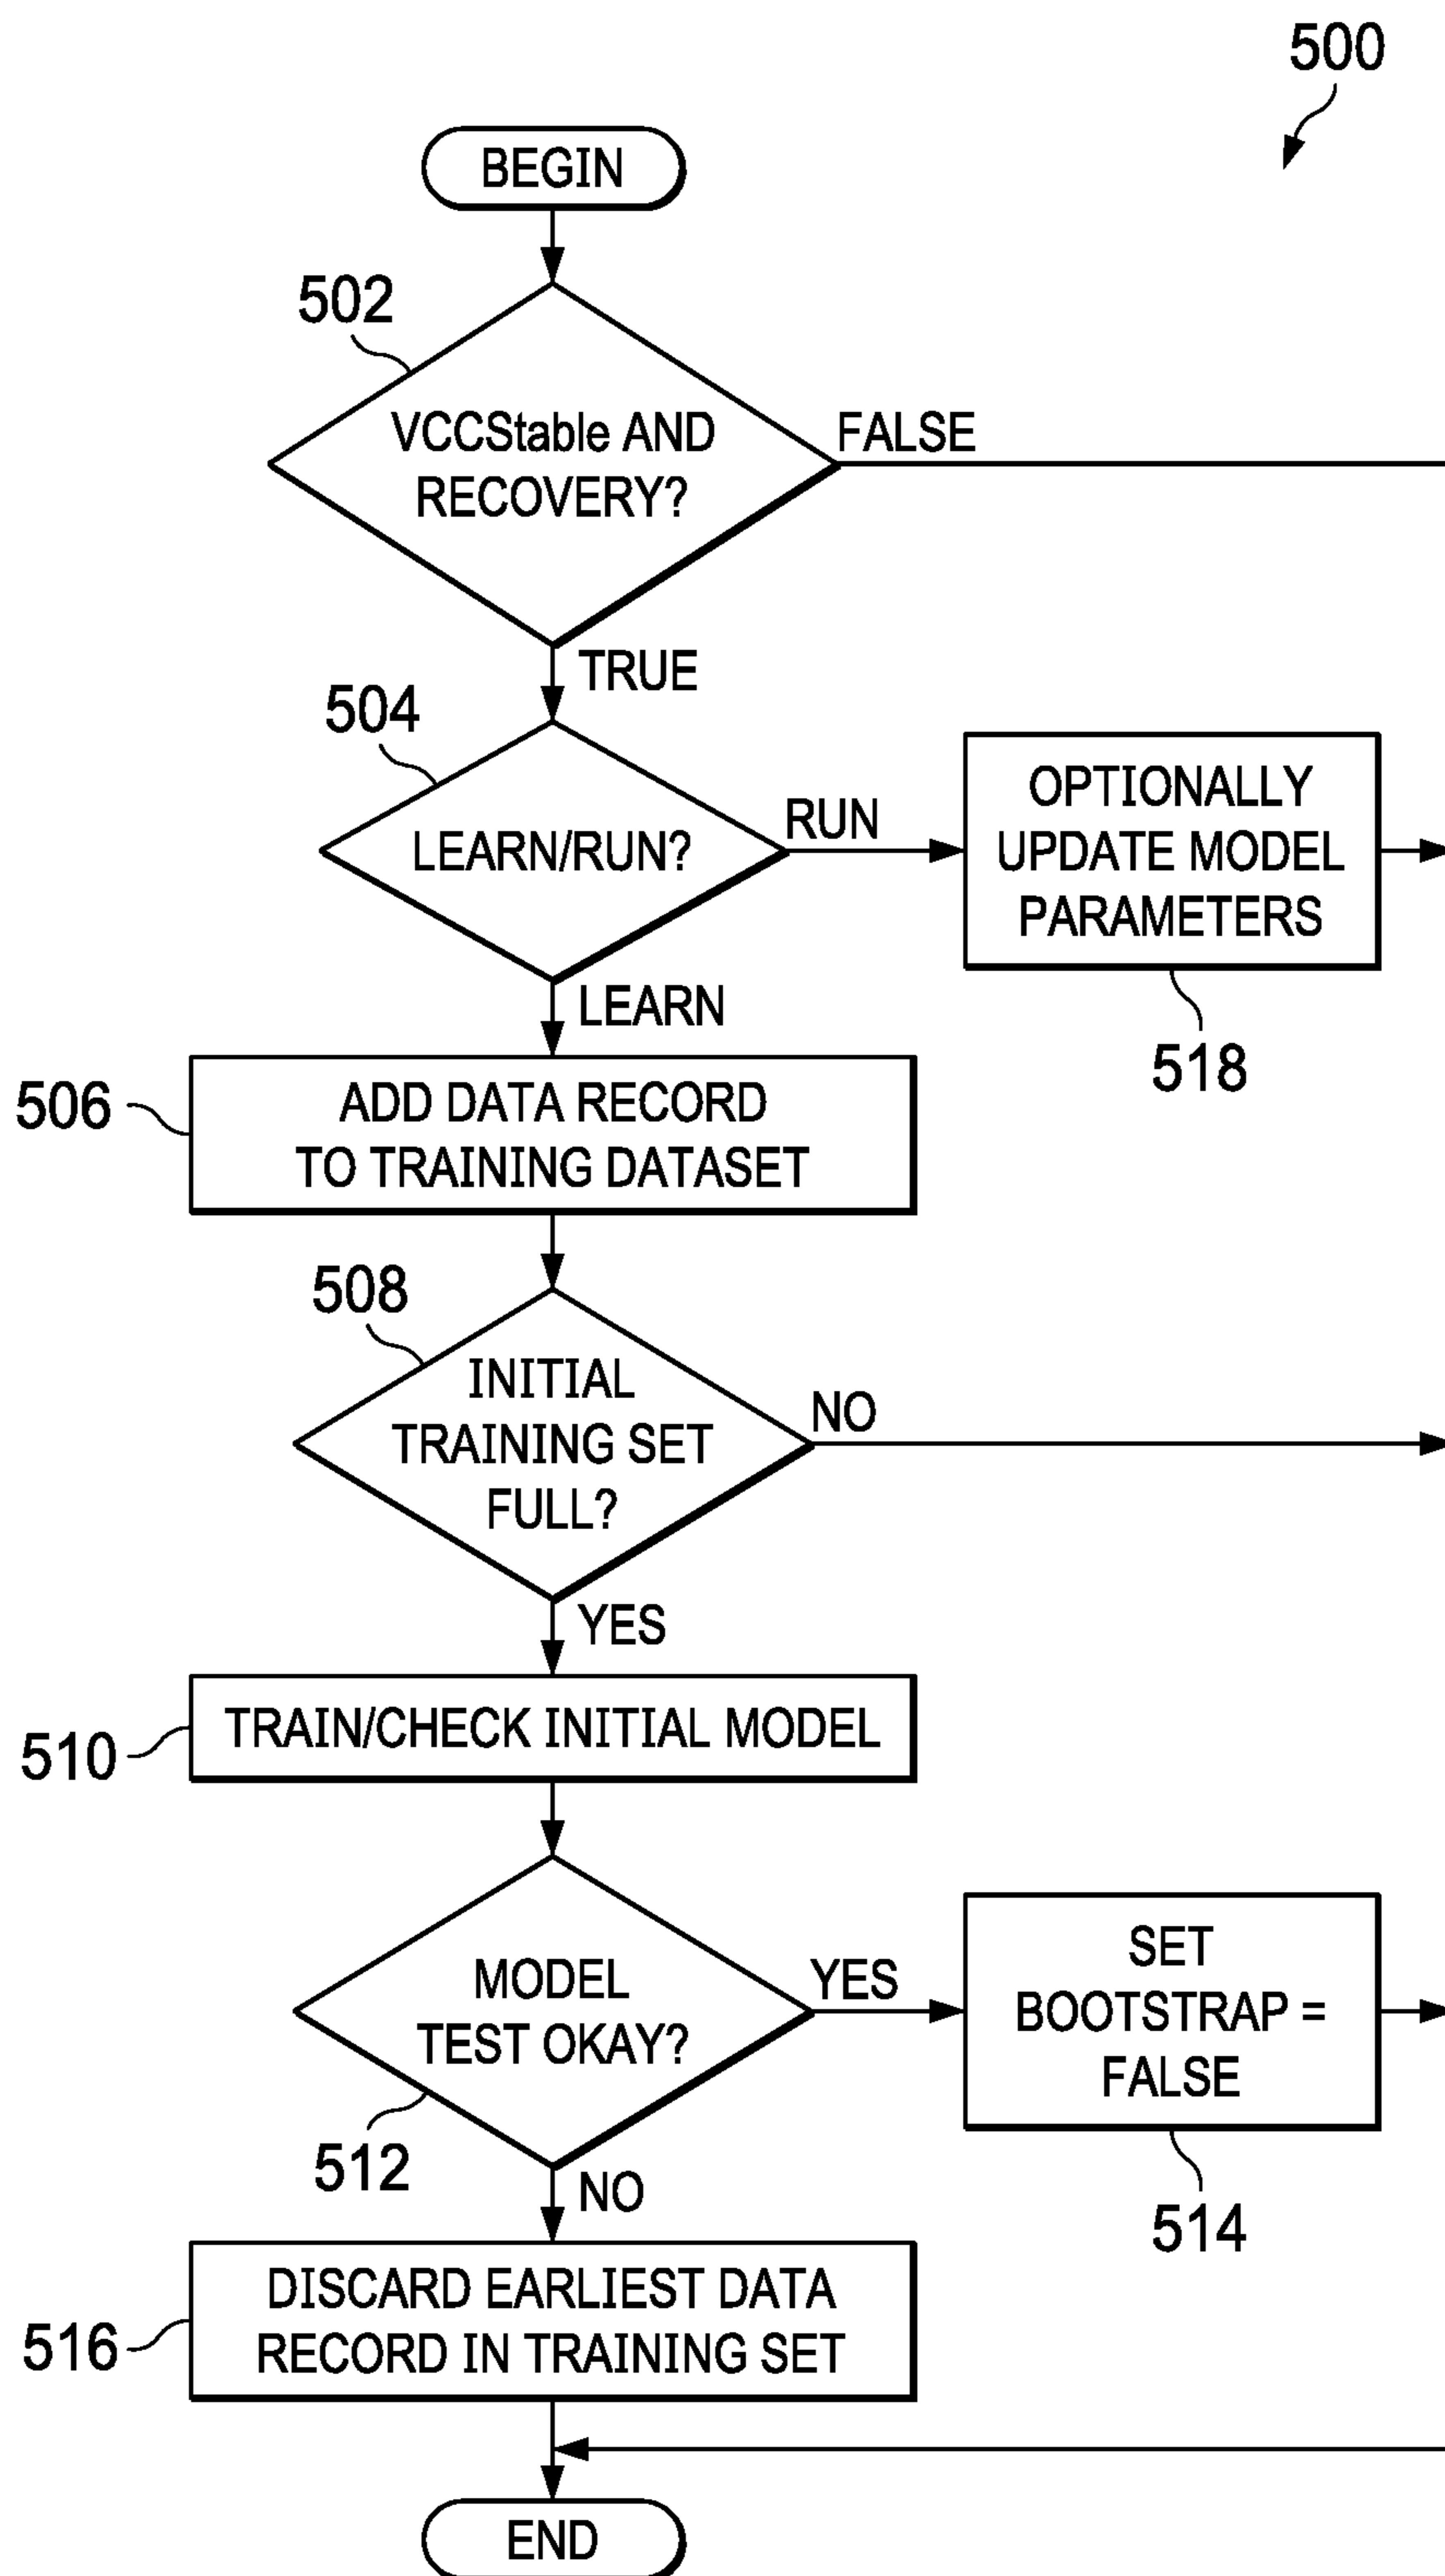 500
BEGIN
502
VCCStable AND
RECOVERY?
FALSE
TRUE
504
LEARN/RUN?
RUN
OPTIONALLY
UPDATE MODEL
PARAMETERS
518
LEARN
506
ADD DATA RECORD
TO TRAINING DATASET
508
INITIAL
TRAINING SET
FULL?
NO
YES
510
TRAIN/CHECK INITIAL MODEL
MODEL
TEST OKAY?
YES
512
SET
BOOTSTRAP =
FALSE
514
NO
516
DISCARD EARLIEST DATA
RECORD IN TRAINING SET
END